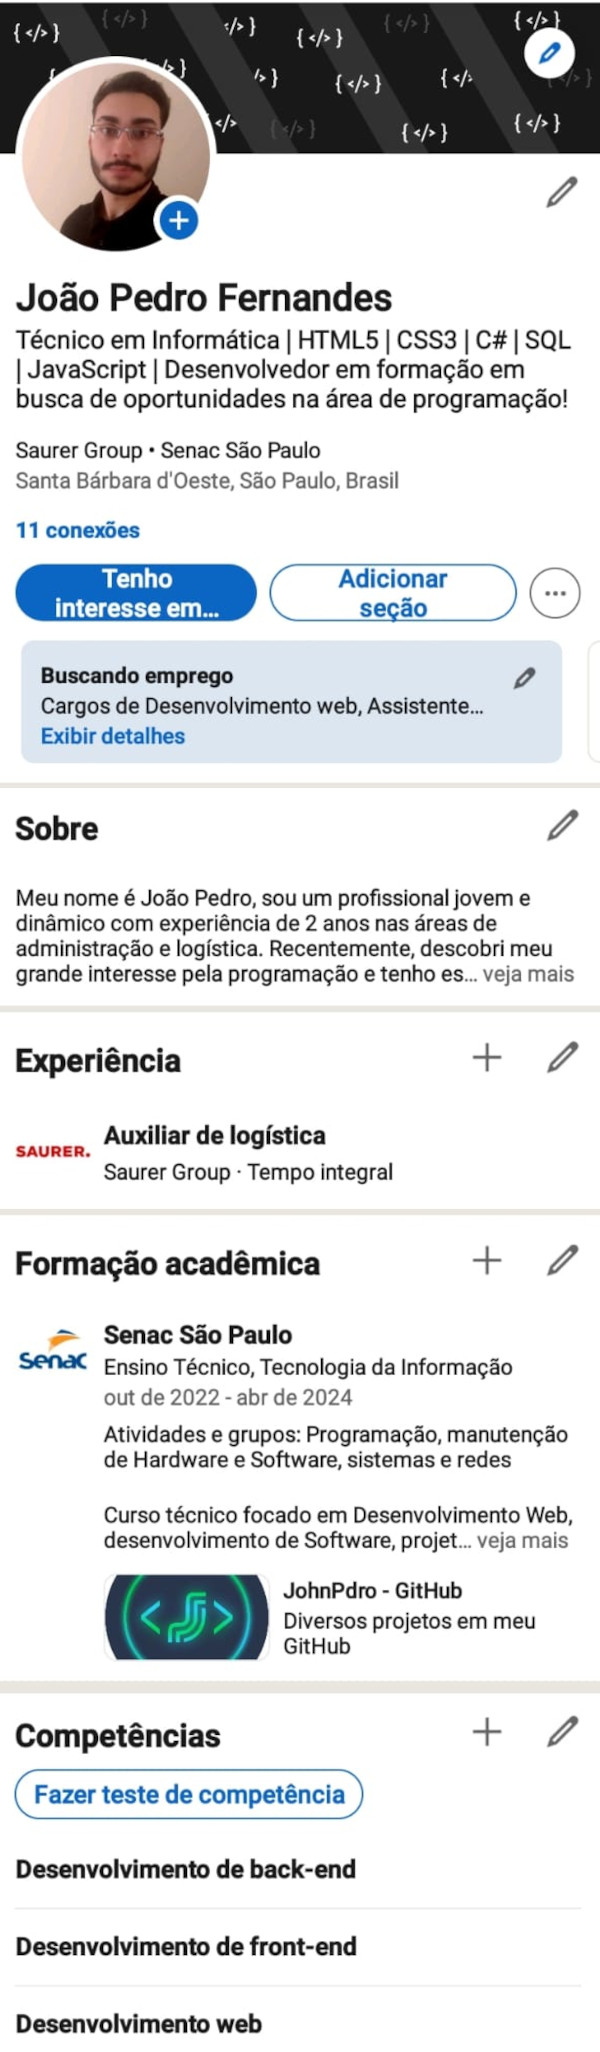 { </> }
{ </> }
</> }
{ </> }
{ </> }
{ </> }
/> }
{ </> }
{ </>
{ </> }
</>
{ </> }
{ </> }
João Pedro Fernandes
Técnico em Informática | HTML5 | CSS3 | C# | SQL
| JavaScript | Desenvolvedor em formação em
busca de oportunidades na área de programação!
Saurer Group • Senac São Paulo
Santa Bárbara d'Oeste, São Paulo, Brasil
11 conexões
Tenho
interesse em...
Adicionar
seção
Buscando emprego
Cargos de Desenvolvimento web, Assistente...
Exibir detalhes
Sobre
Meu nome é João Pedro, sou um profissional jovem e
dinâmico com experiência de 2 anos nas áreas de
administração e logística. Recentemente, descobri meu
grande interesse pela programação e tenho es... veja mais
Experiência
SAURER.
Auxiliar de logística
Saurer Group · Tempo integral
Formação acadêmica
Senac
Senac São Paulo
Ensino Técnico, Tecnologia da Informação
out de 2022 - abr de 2024
Atividades e grupos: Programação, manutenção
de Hardware e Software, sistemas e redes
Curso técnico focado em Desenvolvimento Web,
desenvolvimento de Software, projet... veja mais
JohnPdro - GitHub
Diversos projetos em meu
GitHub
Competências
Fazer teste de competência
Desenvolvimento de back-end
Desenvolvimento de front-end
Desenvolvimento web